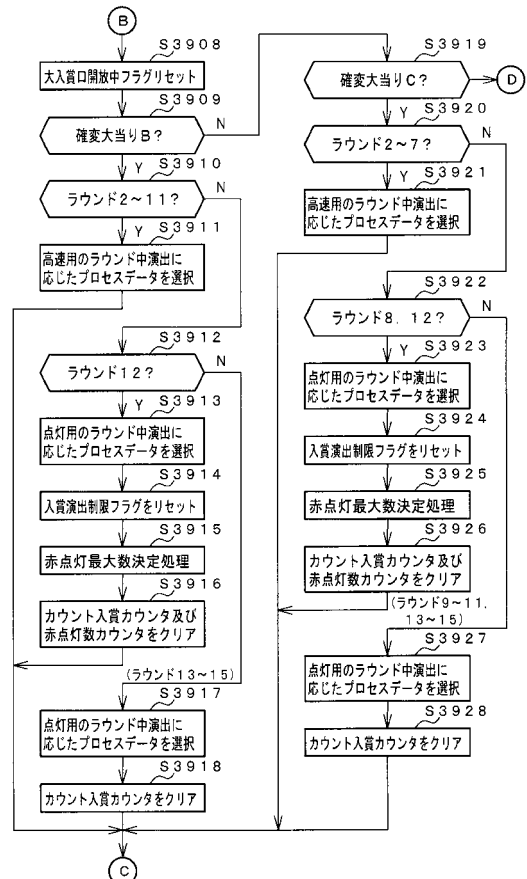 B
S3908
大入賞口開放中フラグリセット
S3909
確変大当りB?
N
Y
S3910
ラウンド2~11?
N
Y
S3911
高速用のラウンド中演出に
応じたプロセスデータを選択
S3912
ラウンド12?
N
Y
S3913
点灯用のラウンド中演出に
応じたプロセスデータを選択
S3914
入賞演出制限フラグをリセット
S3915
赤点灯最大数決定処理
S3916
カウント入賞カウンタ及び
赤点灯数カウンタをクリア
(ラウンド13~15)
S3917
点灯用のラウンド中演出に
応じたプロセスデータを選択
S3918
カウント入賞カウンタをクリア
C
S3919
確変大当りC?
D
S3920
ラウンド2~7?
N
Y
S3921
高速用のラウンド中演出に
応じたプロセスデータを選択
S3922
ラウンド8、12?
N
Y
S3923
点灯用のラウンド中演出に
応じたプロセスデータを選択
S3924
入賞演出制限フラグをリセット
S3925
赤点灯最大数決定処理
S3926
カウント入賞カウンタ及び
赤点灯数カウンタをクリア
(ラウンド9~11,
13~15)
S3927
点灯用のラウンド中演出に
応じたプロセスデータを選択
S3928
カウント入賞カウンタをクリア